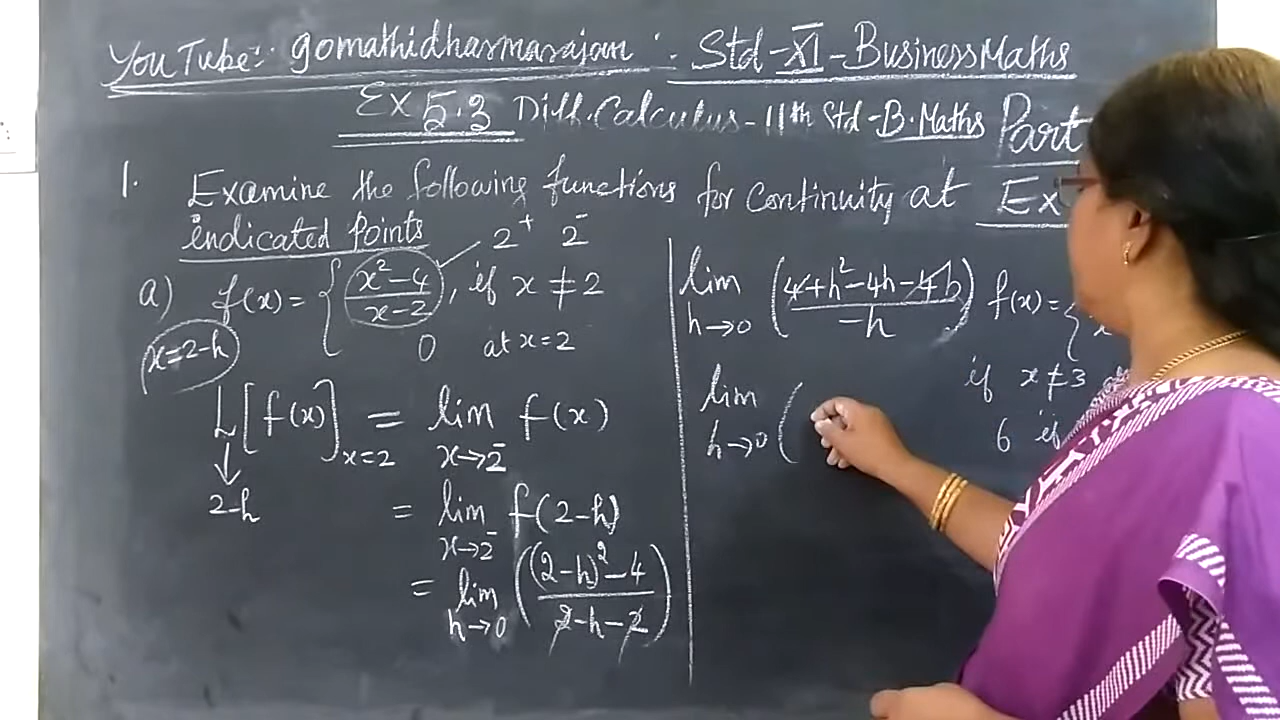 YouTube:- gomathidharmarajan :- Std-XI-Business Maths
Ex 5.3 Diff. Calculus - 11th Std-B.Maths Part
1. Examine the following functions for continuity at
indicated points
Ex
2⁺ 2⁻
a) f(x) = { x²-4 / x-2 , if x ≠ 2
0 at x=2
x=2-h
L[f(x)]x=2 = lim x→2⁻ f(x)
2-h
= lim x→2⁻ f(2-h)
= lim h→0 ((2-h)²-4 / 2-h-2)
lim h→0 (4+h²-4h-4 / -h)
lim h→0 (
f(x) = {
if x ≠ 3
6 if